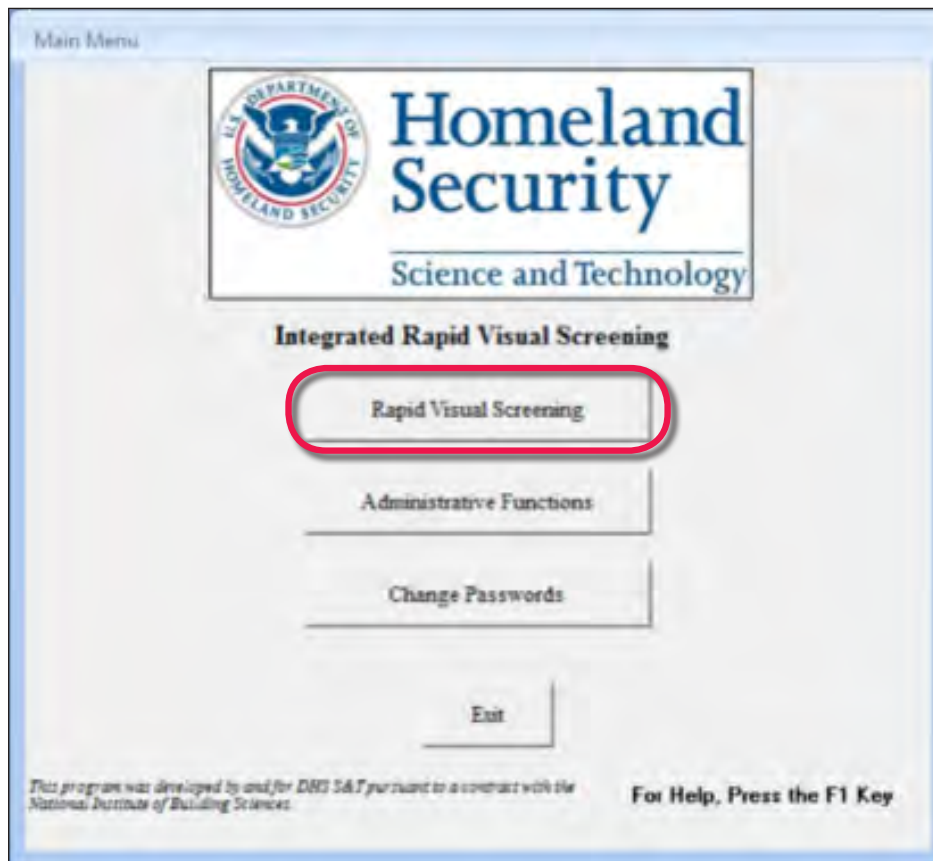 Main Menu
U.S. DEPARTMENT OF
HOMELAND SECURITY
Homeland
Security
Science and Technology
Integrated Rapid Visual Screening
Rapid Visual Screening
Administrative Functions
Change Passwords
Exit
This program was developed by and for DHS S&T pursuant to a contract with the
National Institute of Building Sciences
For Help, Press the F1 Key